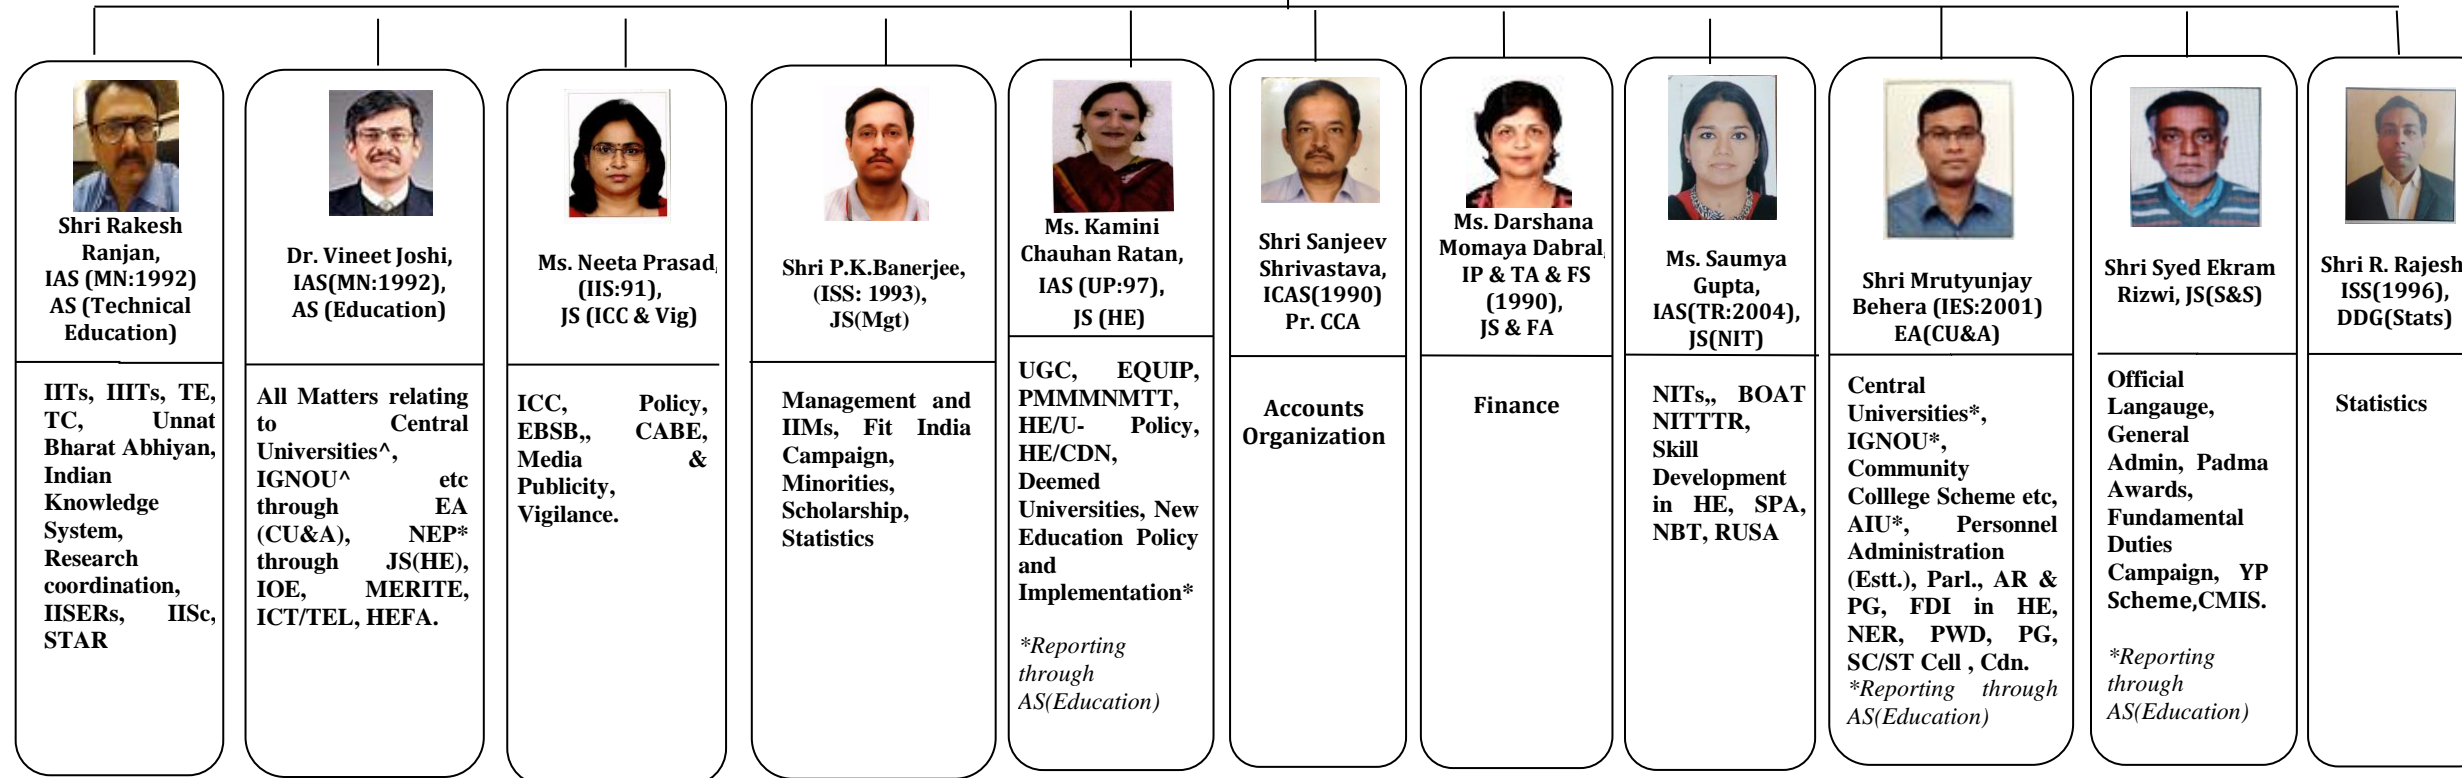 Shri Rakesh
Ranjan,
IAS (MN:1992)
AS (Technical
Education)
IITs, IIITs, TE,
TC, Unnat
Bharat Abhiyan,
Indian
Knowledge
System,
Research
coordination,
IISERs, IISc,
STAR
Dr. Vineet Joshi,
IAS(MN:1992),
AS (Education)
All Matters relating
to Central
Universities^,
IGNOU^ etc
through EA
(CU&A), NEP*
through JS(HE),
IOE, MERITE,
ICT/TEL, HEFA.
Ms. Neeta Prasad,
(IIS:91),
JS (ICC & Vig)
ICC, Policy,
EBSB,, CABE,
Media &
Publicity,
Vigilance.
Shri P.K.Banerjee,
(ISS: 1993),
JS(Mgt)
Management and
IIMs, Fit India
Campaign,
Minorities,
Scholarship,
Statistics
Ms. Kamini
Chauhan Ratan,
IAS (UP:97),
JS (HE)
UGC, EQUIP,
PMMMNMTT,
HE/U- Policy,
HE/CDN,
Deemed
Universities, New
Education Policy
and
Implementation*
*Reporting
through
AS(Education)
Shri Sanjeev
Shrivastava,
ICAS(1990)
Pr. CCA
Accounts
Organization
Ms. Darshana
Momaya Dabral,
IP & TA & FS
(1990),
JS & FA
Finance
Ms. Saumya
Gupta,
IAS(TR:2004),
JS(NIT)
NITs,, BOAT
NITTTR,
Skill
Development
in HE, SPA,
NBT, RUSA
Shri Mrutyunjay
Behera (IES:2001)
EA(CU&A)
Central
Universities*,
IGNOU*,
Community
Colllege Scheme etc,
AIU*, Personnel
Administration
(Estt.), Parl., AR &
PG, FDI in HE,
NER, PWD, PG,
SC/ST Cell , Cdn.
*Reporting through
AS(Education)
Shri Syed Ekram
Rizwi, JS(S&S)
Official
Langauge,
General
Admin, Padma
Awards,
Fundamental
Duties
Campaign, YP
Scheme,CMIS.
*Reporting
through
AS(Education)
Shri R. Rajesh
ISS(1996),
DDG(Stats)
Statistics